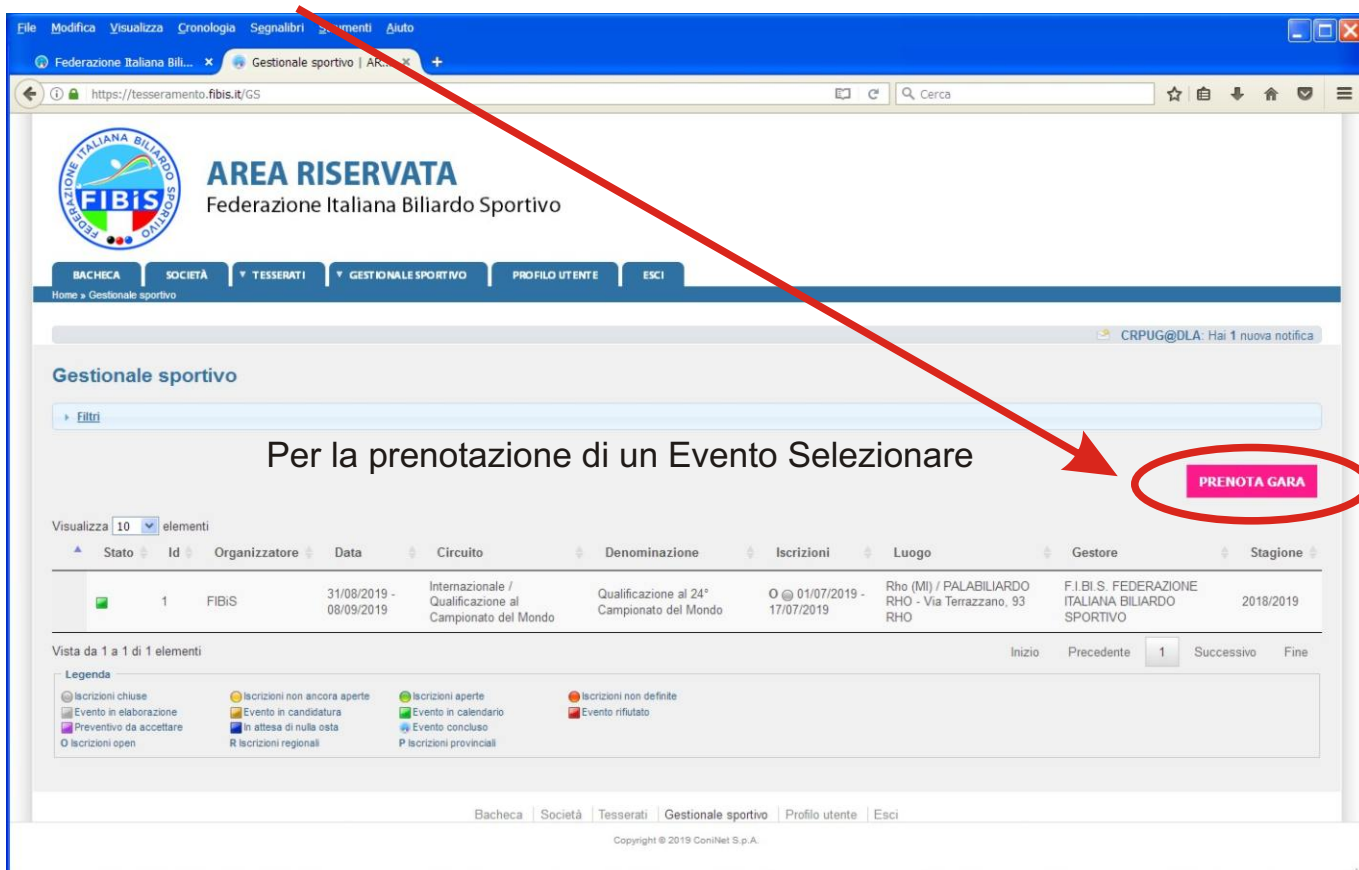 File Modifica Visualizza Cronologia Segnalibri Strumenti Aiuto
Federazione Italiana Bili... × Gestionale sportivo | AR... × +
https://tesseramento.fibis.it/GS Cerca
FEDERAZIONE ITALIANA BILIARDO SPORTIVO
FIBiS
AREA RISERVATA
Federazione Italiana Biliardo Sportivo
BACHECA SOCIETÀ TESSERATI GESTIONALE SPORTIVO PROFILO UTENTE ESCI
Home » Gestionale sportivo
CRPUG@DLA: Hai 1 nuova notifica
Gestionale sportivo
Filtri
Per la prenotazione di un Evento Selezionare
PRENOTA GARA
Visualizza 10 elementi
Stato Id Organizzatore Data Circuito Denominazione Iscrizioni Luogo Gestore Stagione
1 FIBiS 31/08/2019 - 08/09/2019 Internazionale / Qualificazione al Campionato del Mondo Qualificazione al 24° Campionato del Mondo O 01/07/2019 - 17/07/2019 Rho (MI) / PALABILIARDO RHO - Via Terrazzano, 93 RHO F.I.BI.S. FEDERAZIONE ITALIANA BILIARDO SPORTIVO 2018/2019
Vista da 1 a 1 di 1 elementi Inizio Precedente 1 Successivo Fine
Legenda
Iscrizioni chiuse Iscrizioni non ancora aperte Iscrizioni aperte Iscrizioni non definite
Evento in elaborazione Evento in candidatura Evento in calendario Evento rifiutato
Preventivo da accettare In attesa di nulla osta Evento concluso
O Iscrizioni open R Iscrizioni regionali P Iscrizioni provinciali
Bacheca Società Tesserati Gestionale sportivo Profilo utente Esci
Copyright © 2019 ConiNet S.p.A.